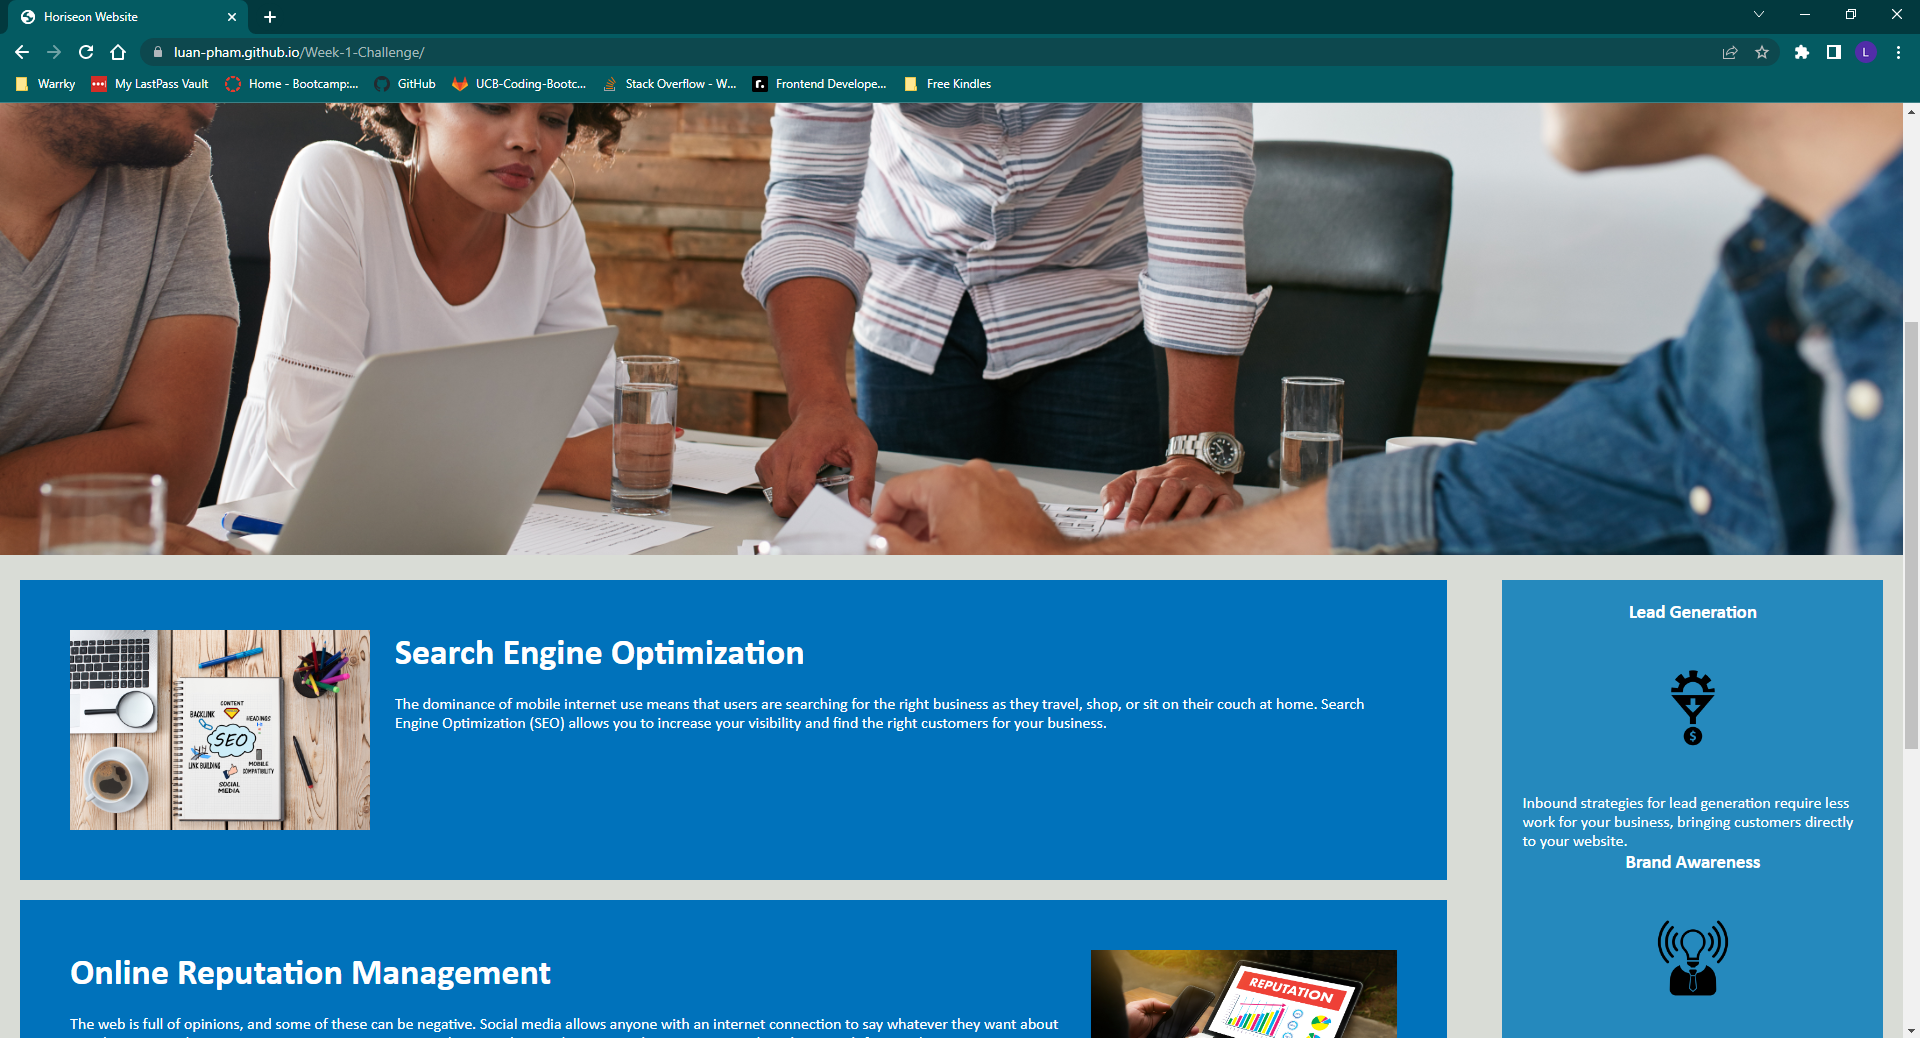 Horiseon Website
luan-pham.github.io/Week-1-Challenge/
L
Warrky
My LastPass Vault
Home - Bootcamp:...
GitHub
UCB-Coding-Bootc...
Stack Overflow - W...
Frontend Develope...
Free Kindles
Search Engine Optimization
The dominance of mobile internet use means that users are searching for the right business as they travel, shop, or sit on their couch at home. Search
Engine Optimization (SEO) allows you to increase your visibility and find the right customers for your business.
CONTENT
BACKLINK
HEADINGS
SEO
LINK BUILDING
MOBILE
COMPATIBILITY
SOCIAL
MEDIA
Lead Generation
$
Inbound strategies for lead generation require less
work for your business, bringing customers directly
to your website.
Brand Awareness
Online Reputation Management
The web is full of opinions, and some of these can be negative. Social media allows anyone with an internet connection to say whatever they want about
REPUTATION